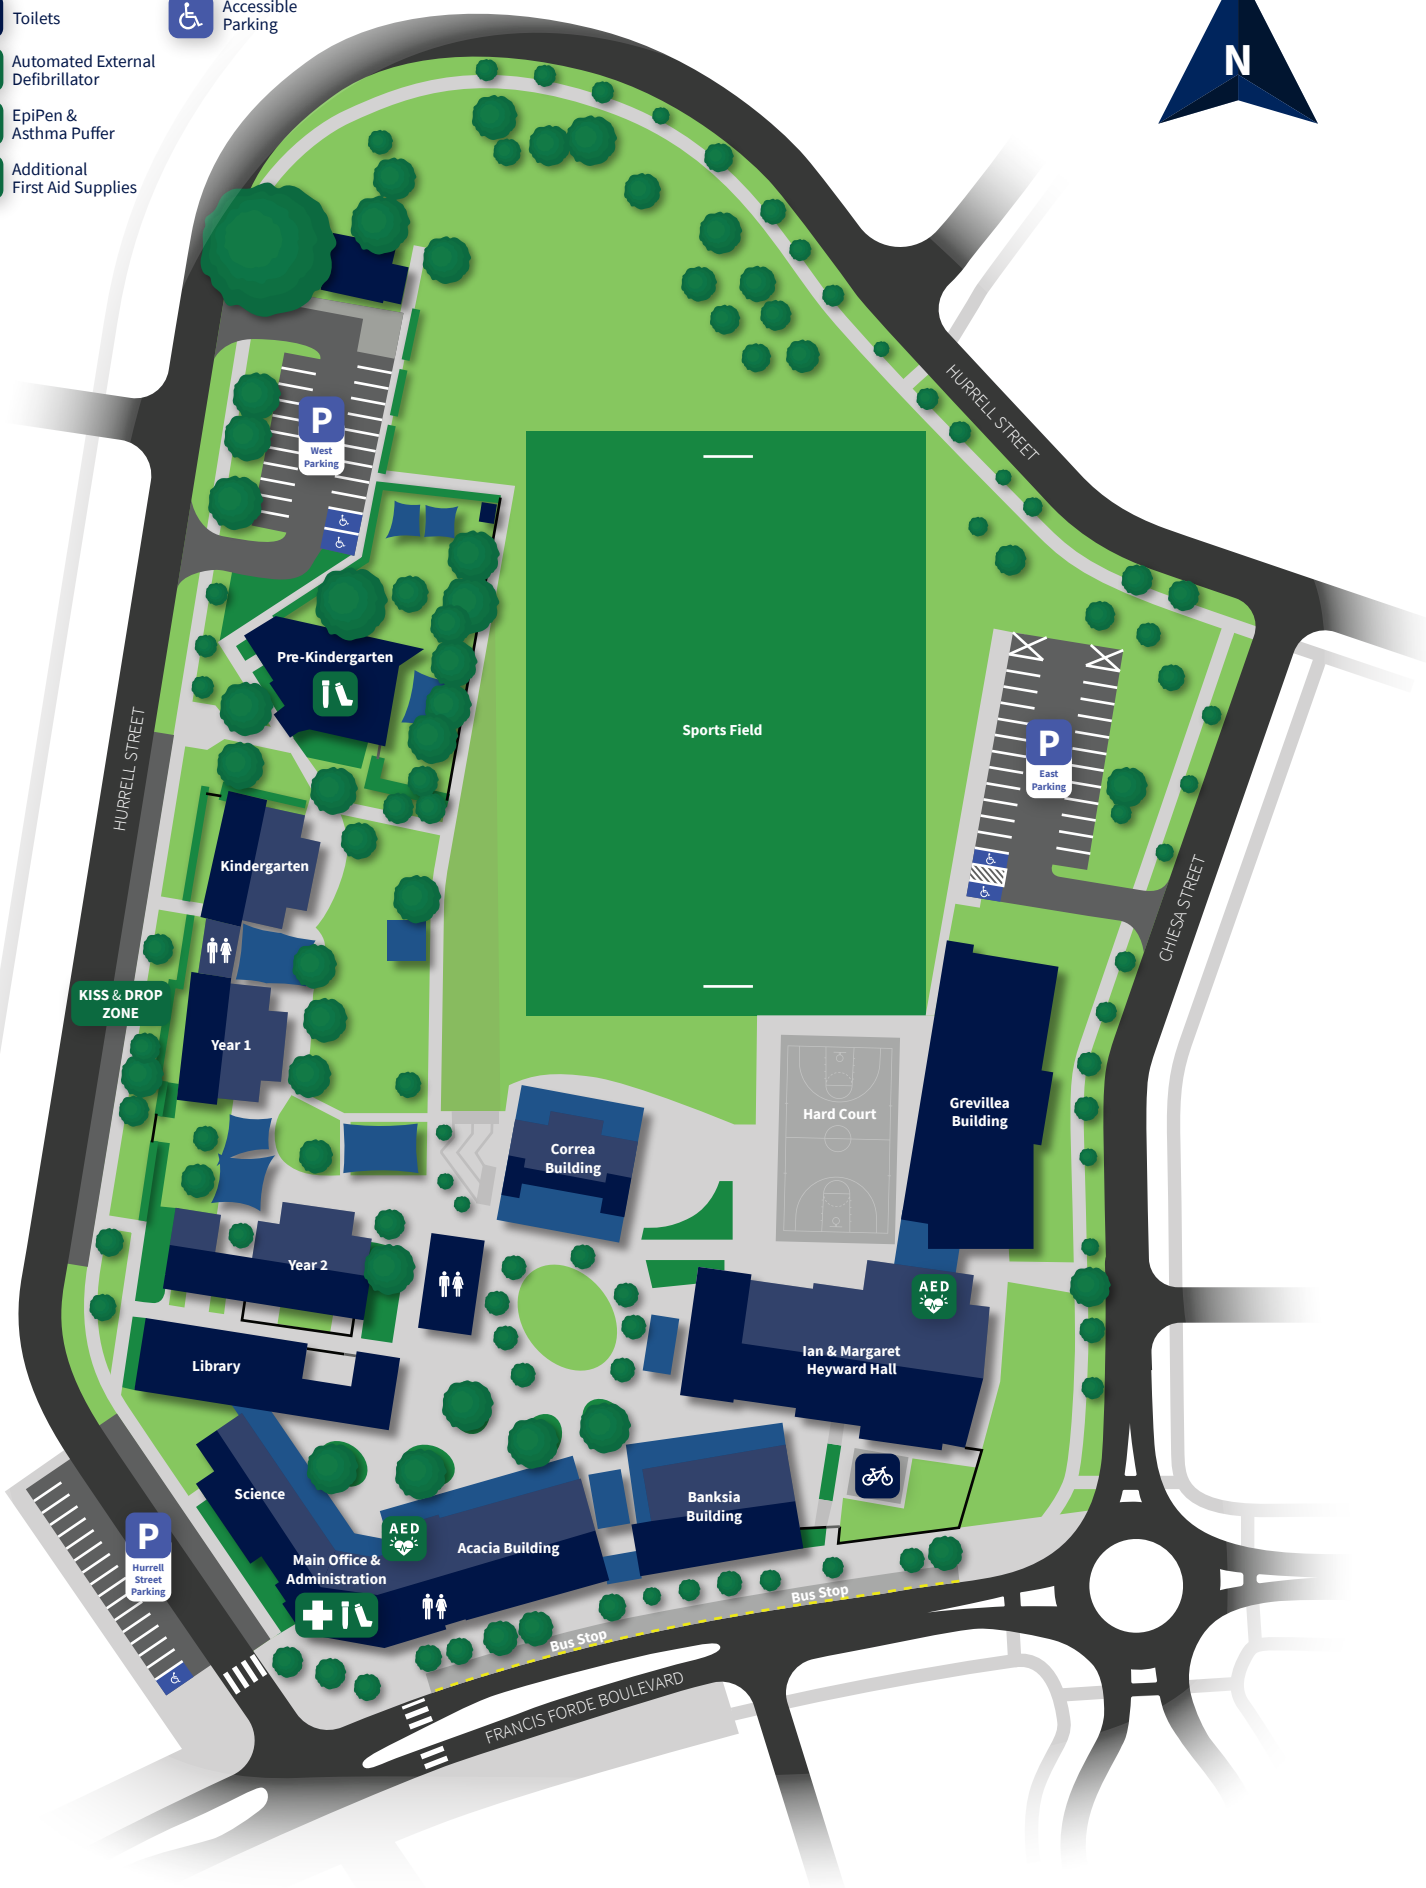 Toilets
Accessible
Parking
Automated External
Defibrillator
EpiPen &
Asthma Puffer
Additional
First Aid Supplies
N
HURRELL STREET
P
West
Parking
Pre-Kindergarten
Sports Field
P
East
Parking
HURRELL STREET
Kindergarten
CHIESA STREET
KISS & DROP
ZONE
Year 1
Hard Court
Grevillea
Building
Correa
Building
Year 2
AED
Library
Ian & Margaret
Heyward Hall
Science
Banksia
Building
AED
Acacia Building
P
Hurrell
Street
Parking
Main Office &
Administration
Bus Stop
Bus Stop
FRANCIS FORDE BOULEVARD